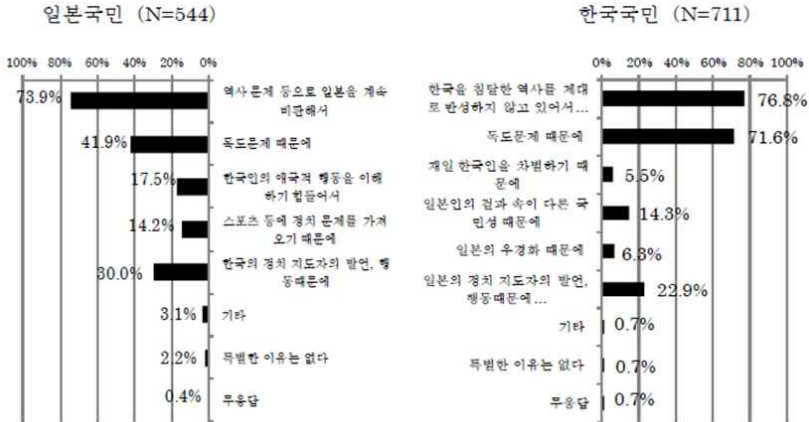 일본국민 (N=544)
100% 80% 60% 40% 20% 0%
73.9%
역사 문제 등으로 일본을 계속
비판해서
41.9%
독도문제 때문에
17.5%
한국인의 애국적 행동을 이해
하기 힘들어서
14.2%
스포츠 등에 정치 문제를 가져
오기 때문에
30.0%
한국의 정치 지도자의 발언, 행
동때문에
3.1%
기타
2.2%
특별한 이유는 없다
0.4%
무응답
한국국민 (N=711)
0% 20% 40% 60% 80% 100%
한국을 침탈한 역사를 제대
로 반성하지 않고 있어서...
76.8%
독도문제 때문에
71.6%
재일 한국인을 차별하기 때
문에
5.5%
일본인의 겉과 속이 다른 국
민성 때문에
14.3%
일본의 우경화 때문에
6.3%
일본의 정치 지도자의 발언,
행동때문에...
22.9%
기타
0.7%
특별한 이유는 없다
0.7%
무응답
0.7%